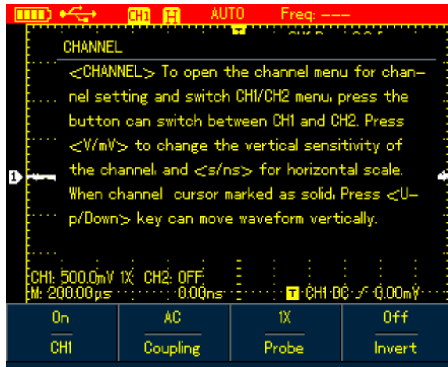 CH1 H AUTO Freq: ---
T
CHANNEL
<CHANNEL> To open the channel menu for chan-
nel setting and switch CH1/CH2 menu, press the
button can switch between CH1 and CH2. Press
<V/mV> to change the vertical sensitivity of
the channel, and <s/ns> for horizontal scale.
1
When channel cursor marked as solid, Press <U-
p/Down> key can move waveform vertically.
CH1: 500.0mV 1X CH2: OFF
M: 200.00µs 0.00ns T CH1 DC 0.00mV
On AC 1X Off
CH1 Coupling Probe Invert